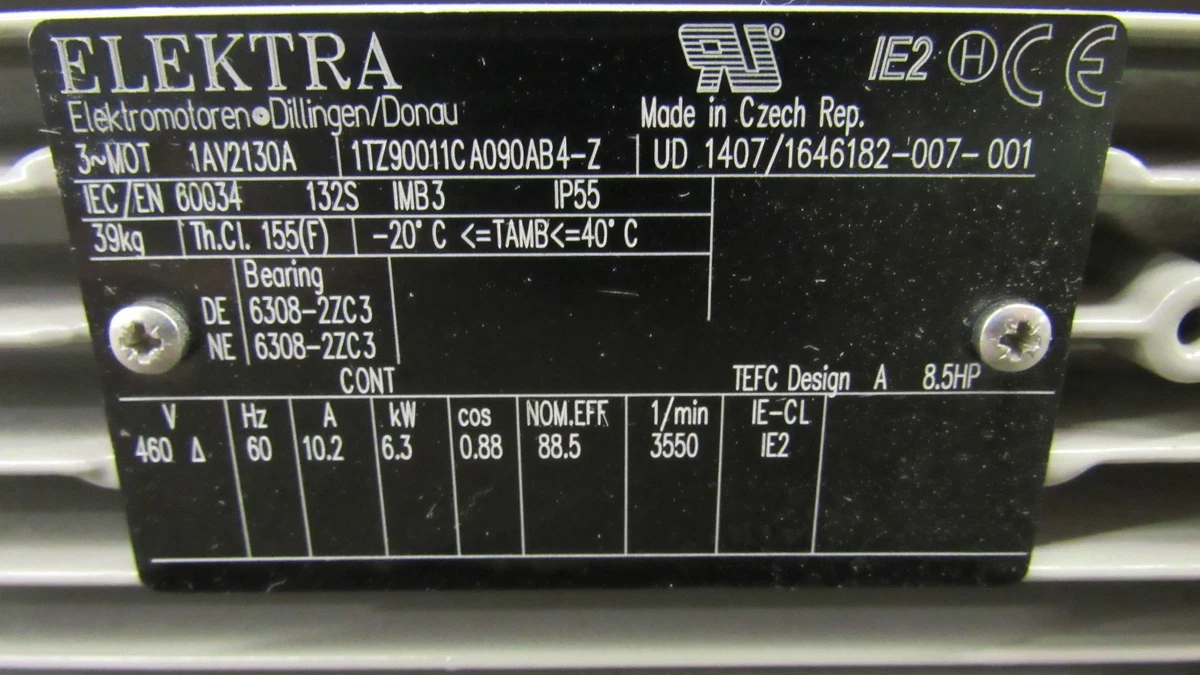 ELEKTRA
Elektromotoren•Dillingen/Donau
IE2 H CE
Made in Czech Rep.
3~MOT 1AV2130A 1TZ90011CA090AB4-Z UD 1407/1646182-007-001
IEC/EN 60034 132S IMB3 IP55
39kg Th.Cl. 155(F) -20°C <=TAMB<=40°C
Bearing
DE 6308-2ZC3
NE 6308-2ZC3
CONT TEFC Design A 8.5HP
V Hz A kW cos NOM.EFF 1/min IE-CL
460 Δ 60 10.2 6.3 0.88 88.5 3550 IE2